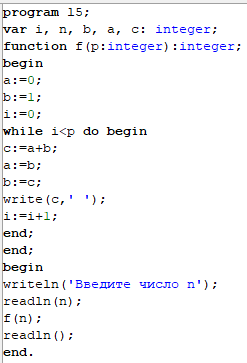 program l5;
var i, n, b, a, c: integer;
function f(p:integer):integer;
begin
a:=0;
b:=1;
i:=0;
while i<p do begin
c:=a+b;
a:=b;
b:=c;
write(c,' ');
i:=i+1;
end;
end;
begin
writeln('Введите число n');
readln(n);
f(n);
readln();
end.